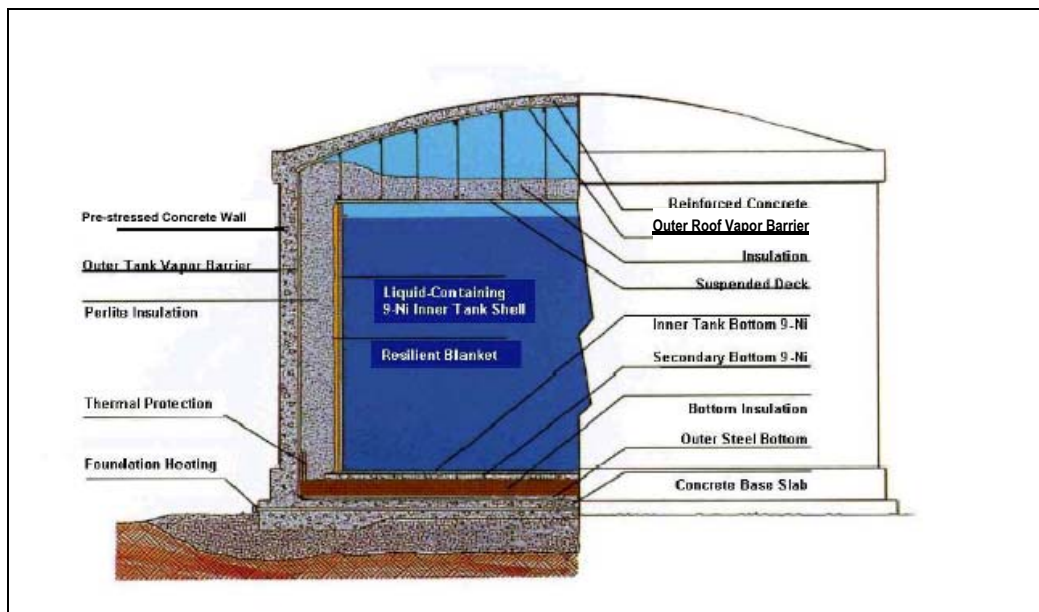 Pre-stressed Concrete Wall
Outer Tank Vapor Barrier
Perlite Insulation
Thermal Protection
Foundation Heating
Liquid-Containing
9-Ni Inner Tank Shell
Resilient Blanket
Reinforced Concrete
Outer Roof Vapor Barrier
Insulation
Suspended Deck
Inner Tank Bottom 9-Ni
Secondary Bottom 9-Ni
Bottom Insulation
Outer Steel Bottom
Concrete Base Slab